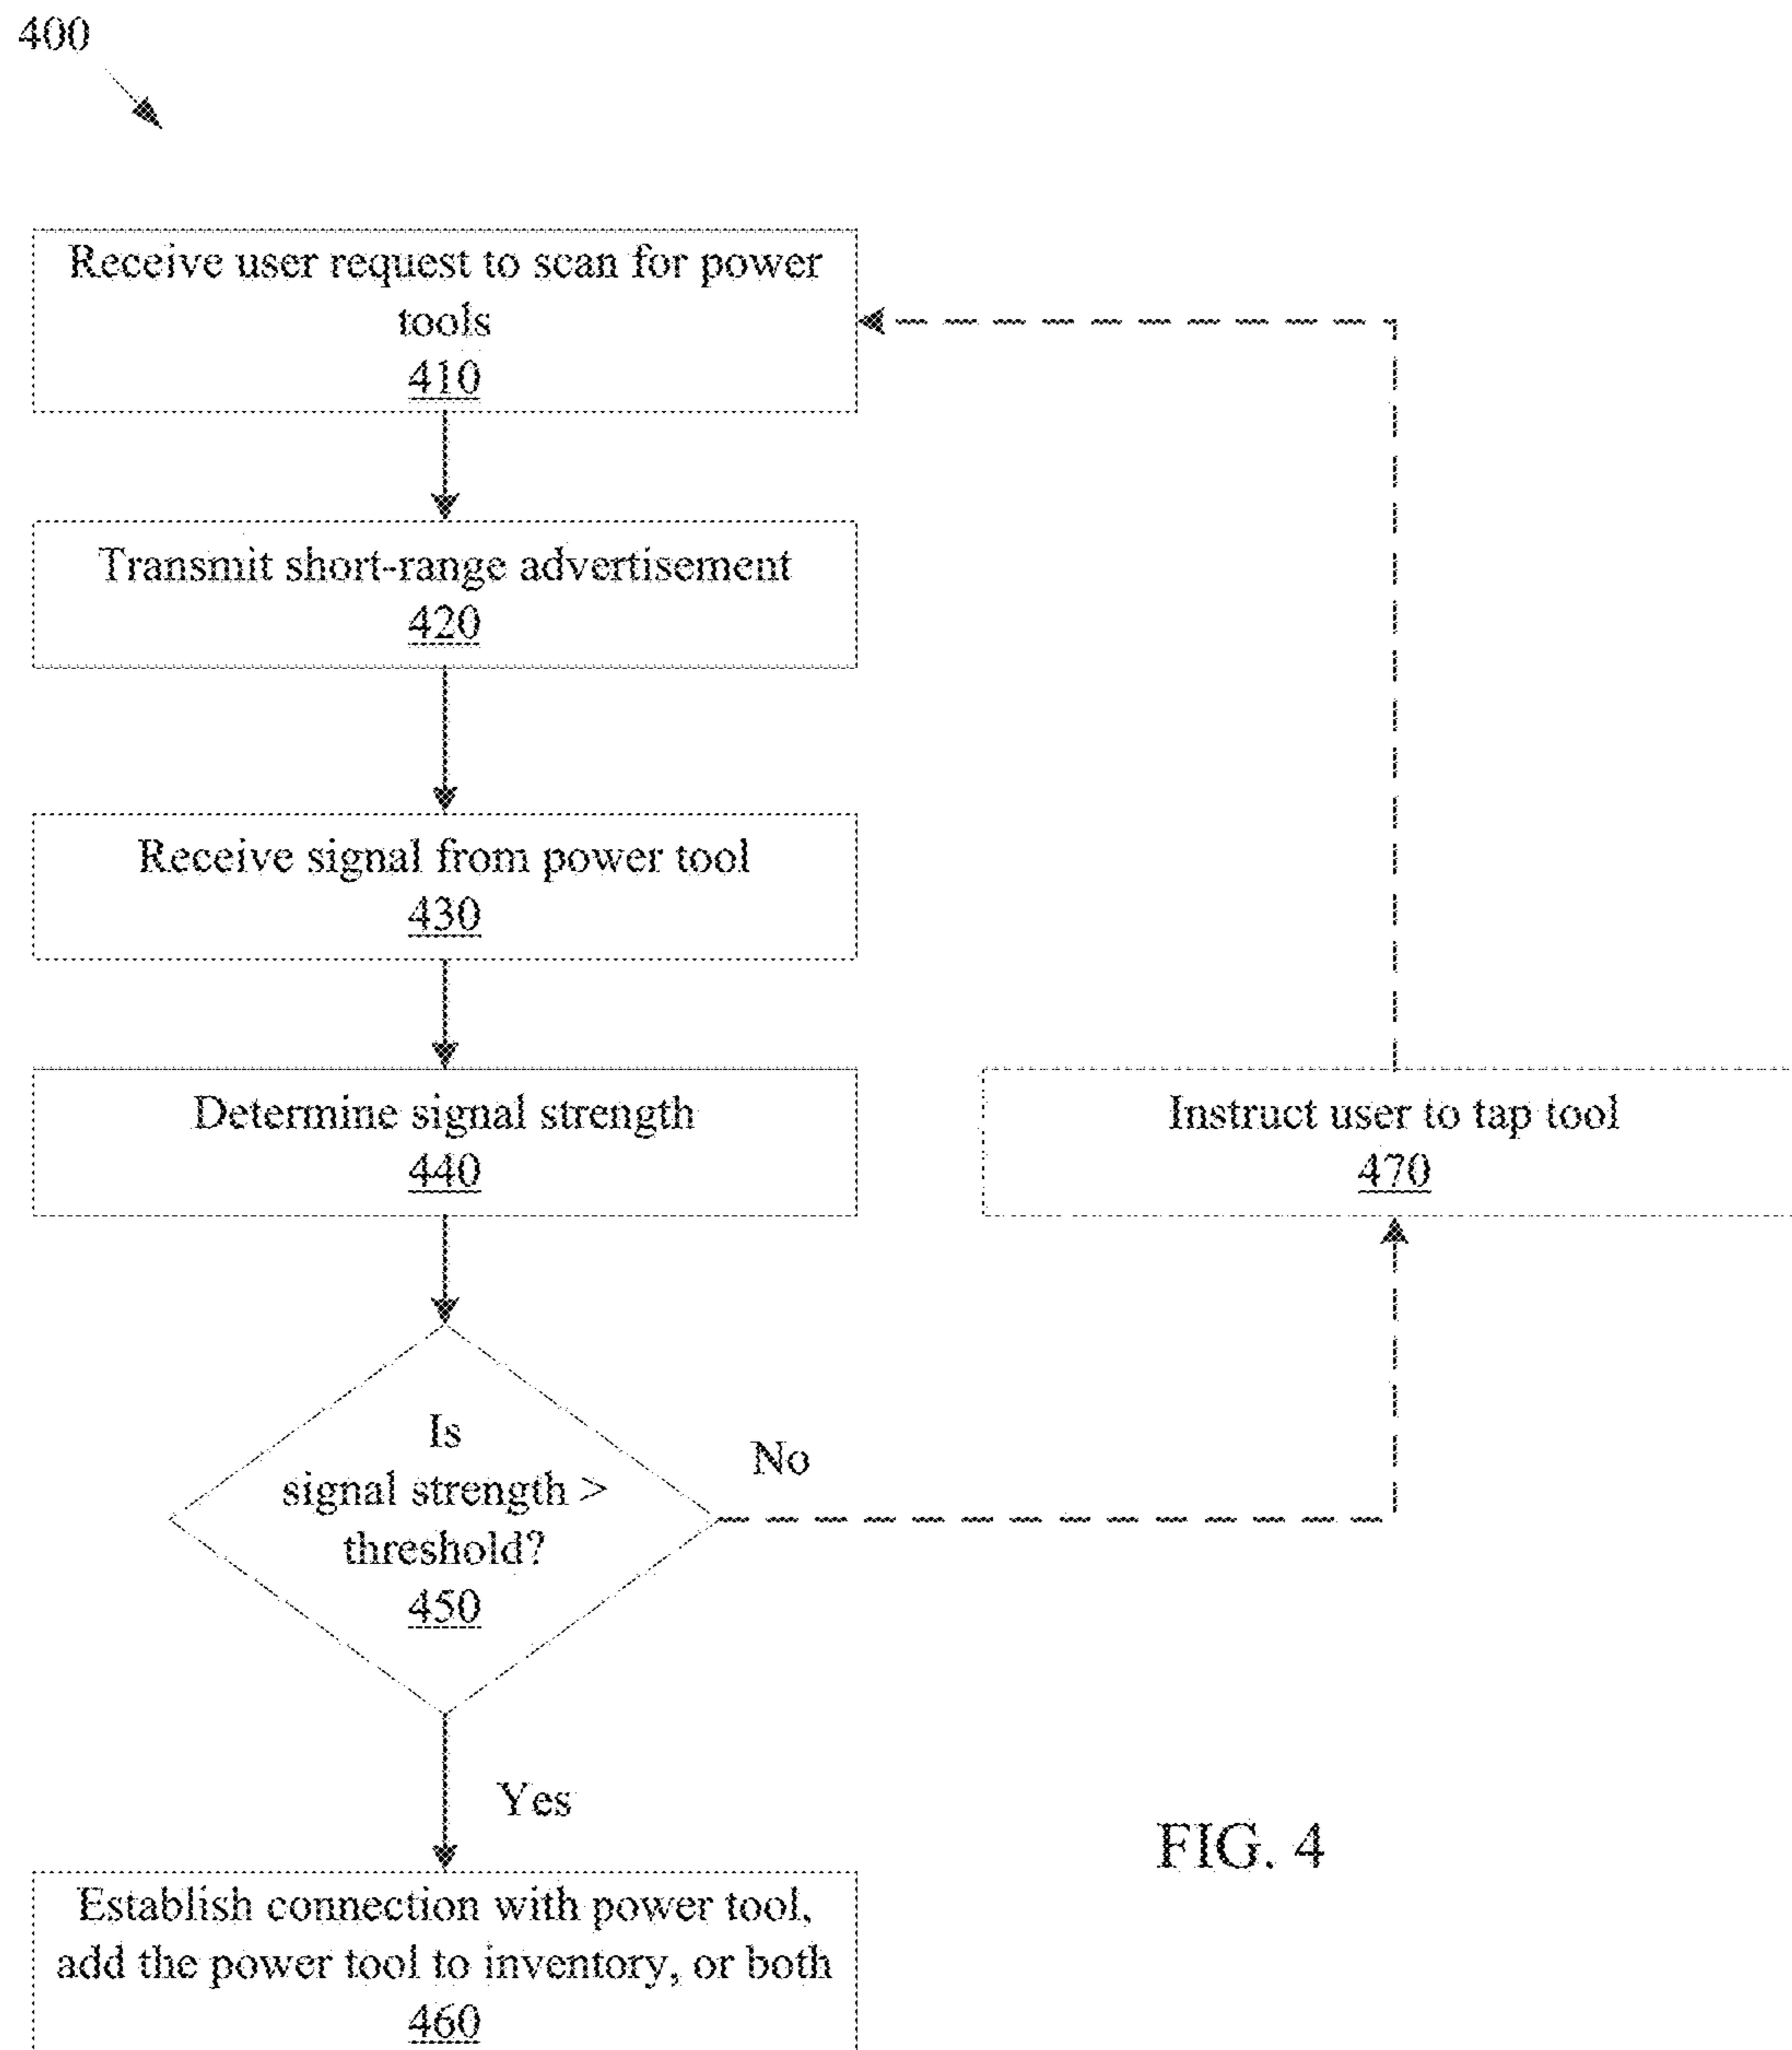 400
Receive user request to scan for power
tools
410
Transmit short-range advertisement
420
Receive signal from power tool
430
Determine signal strength
440
Instruct user to tap tool
470
Is
signal strength >
threshold?
450
No
Yes
Establish connection with power tool,
add the power tool to inventory, or both
460
FIG. 4